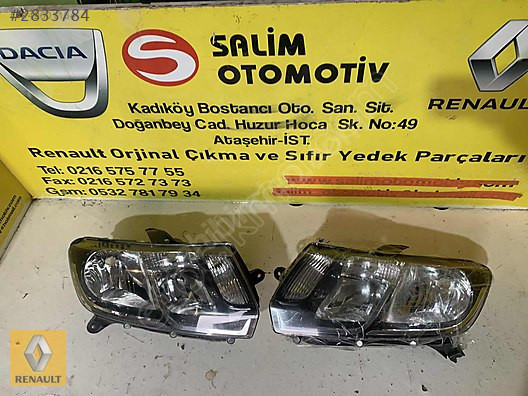 #2833784
DACIA
S
SALİM
OTOMOTİV
RENAULT
Kadıköy Bostancı Oto. San. Sit.
Doğanbey Cad. Huzur Hoca Sk. No:49
Ataşehir-İST.
Renault Orjinal Çıkma ve Sıfır Yedek Parçaları
Tel: 0216 575 77 55
Fax: 0216 572 73 73
Gsm: 0532 781 79 34
RENAULT